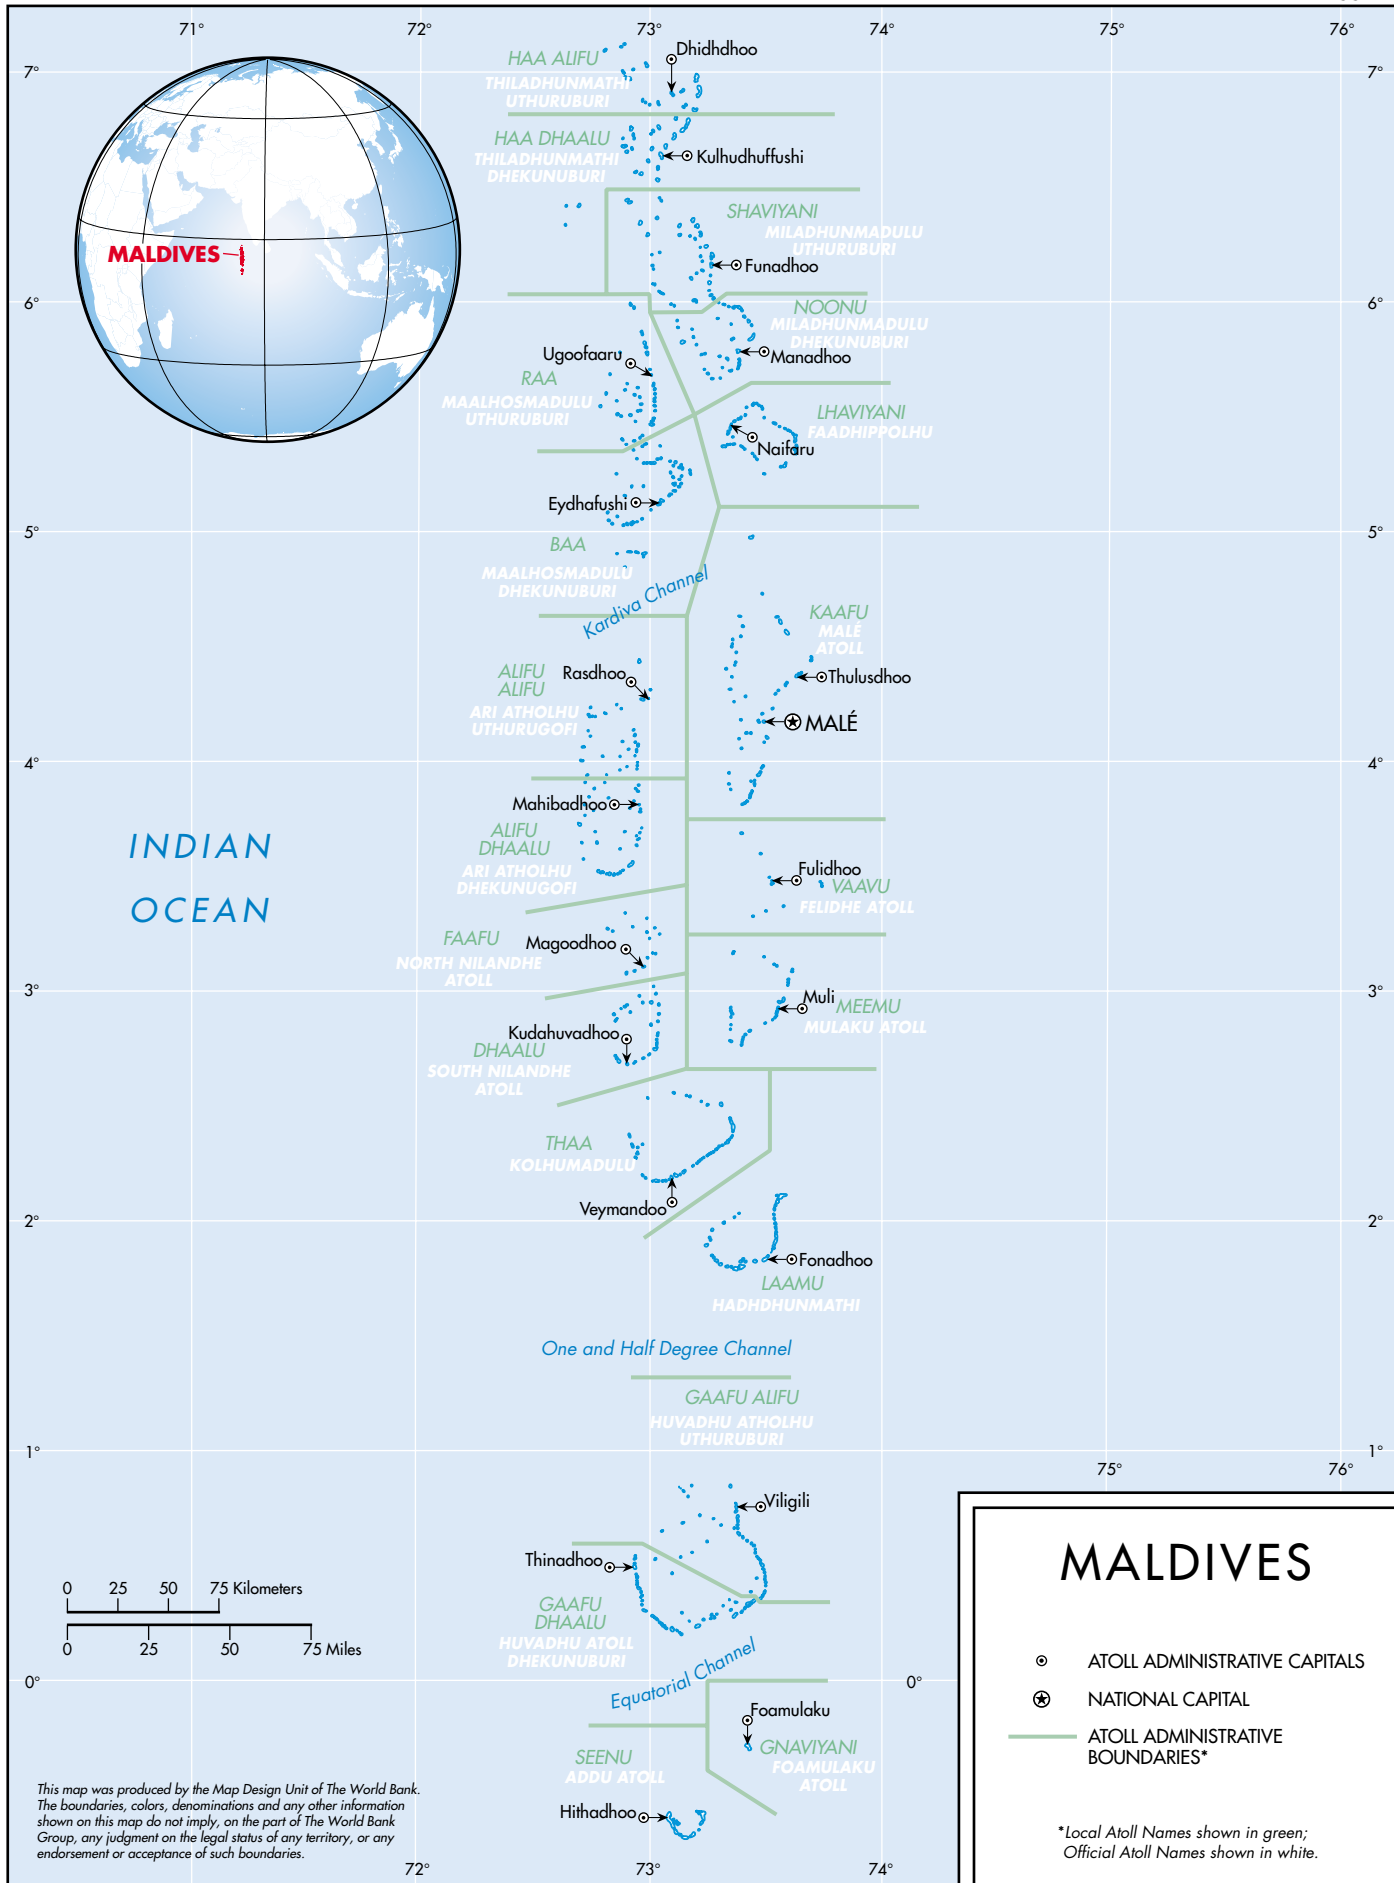 71°
72°
73°
74°
75°
76°
7°
7°
6°
6°
5°
5°
4°
4°
3°
3°
2°
2°
1°
1°
75°
76°
0°
0°
72°
73°
74°
MALDIVES
HAA ALIFU
THILADHUNMATHI
UTHURUBURI
Dhidhdhoo
HAA DHAALU
THILADHUNMATHI
DHEKUNUBURI
Kulhudhuffushi
SHAVIYANI
MILADHUNMADULU
UTHURUBURI
Funadhoo
NOONU
MILADHUNMADULU
DHEKUNUBURI
Manadhoo
Ugoofaaru
RAA
MAALHOSMADULU
UTHURUBURI
LHAVIYANI
FAADHIPPOLHU
Naifaru
Eydhafushi
BAA
MAALHOSMADULU
DHEKUNUBURI
Kardiva Channel
KAAFU
MALÉ
ATOLL
Thulusdhoo
MALÉ
Rasdhoo
ALIFU
ALIFU
ARI ATHOLHU
UTHURUGOFI
Mahibadhoo
ALIFU
DHAALU
ARI ATHOLHU
DHEKUNUGOFI
INDIAN
OCEAN
Fulidhoo
VAAVU
FELIDHE ATOLL
FAAFU
Magoodhoo
NORTH NILANDHE
ATOLL
Muli
MEEMU
MULAKU ATOLL
Kudahuvadhoo
DHAALU
SOUTH NILANDHE
ATOLL
THAA
KOLHUMADULU
Veymandoo
Fonadhoo
LAAMU
HADHDHUNMATHI
One and Half Degree Channel
GAAFU ALIFU
HUVADHU ATHOLHU
UTHURUBURI
Viligili
Thinadhoo
GAAFU
DHAALU
HUVADHU ATOLL
DHEKUNUBURI
Equatorial Channel
Foamulaku
GNAVIYANI
FOAMULAKU
ATOLL
SEENU
ADDU ATOLL
Hithadhoo
0 25 50 75 Kilometers
0 25 50 75 Miles
This map was produced by the Map Design Unit of The World Bank.
The boundaries, colors, denominations and any other information
shown on this map do not imply, on the part of The World Bank
Group, any judgment on the legal status of any territory, or any
endorsement or acceptance of such boundaries.
MALDIVES
ATOLL ADMINISTRATIVE CAPITALS
NATIONAL CAPITAL
ATOLL ADMINISTRATIVE
BOUNDARIES*
*Local Atoll Names shown in green;
Official Atoll Names shown in white.